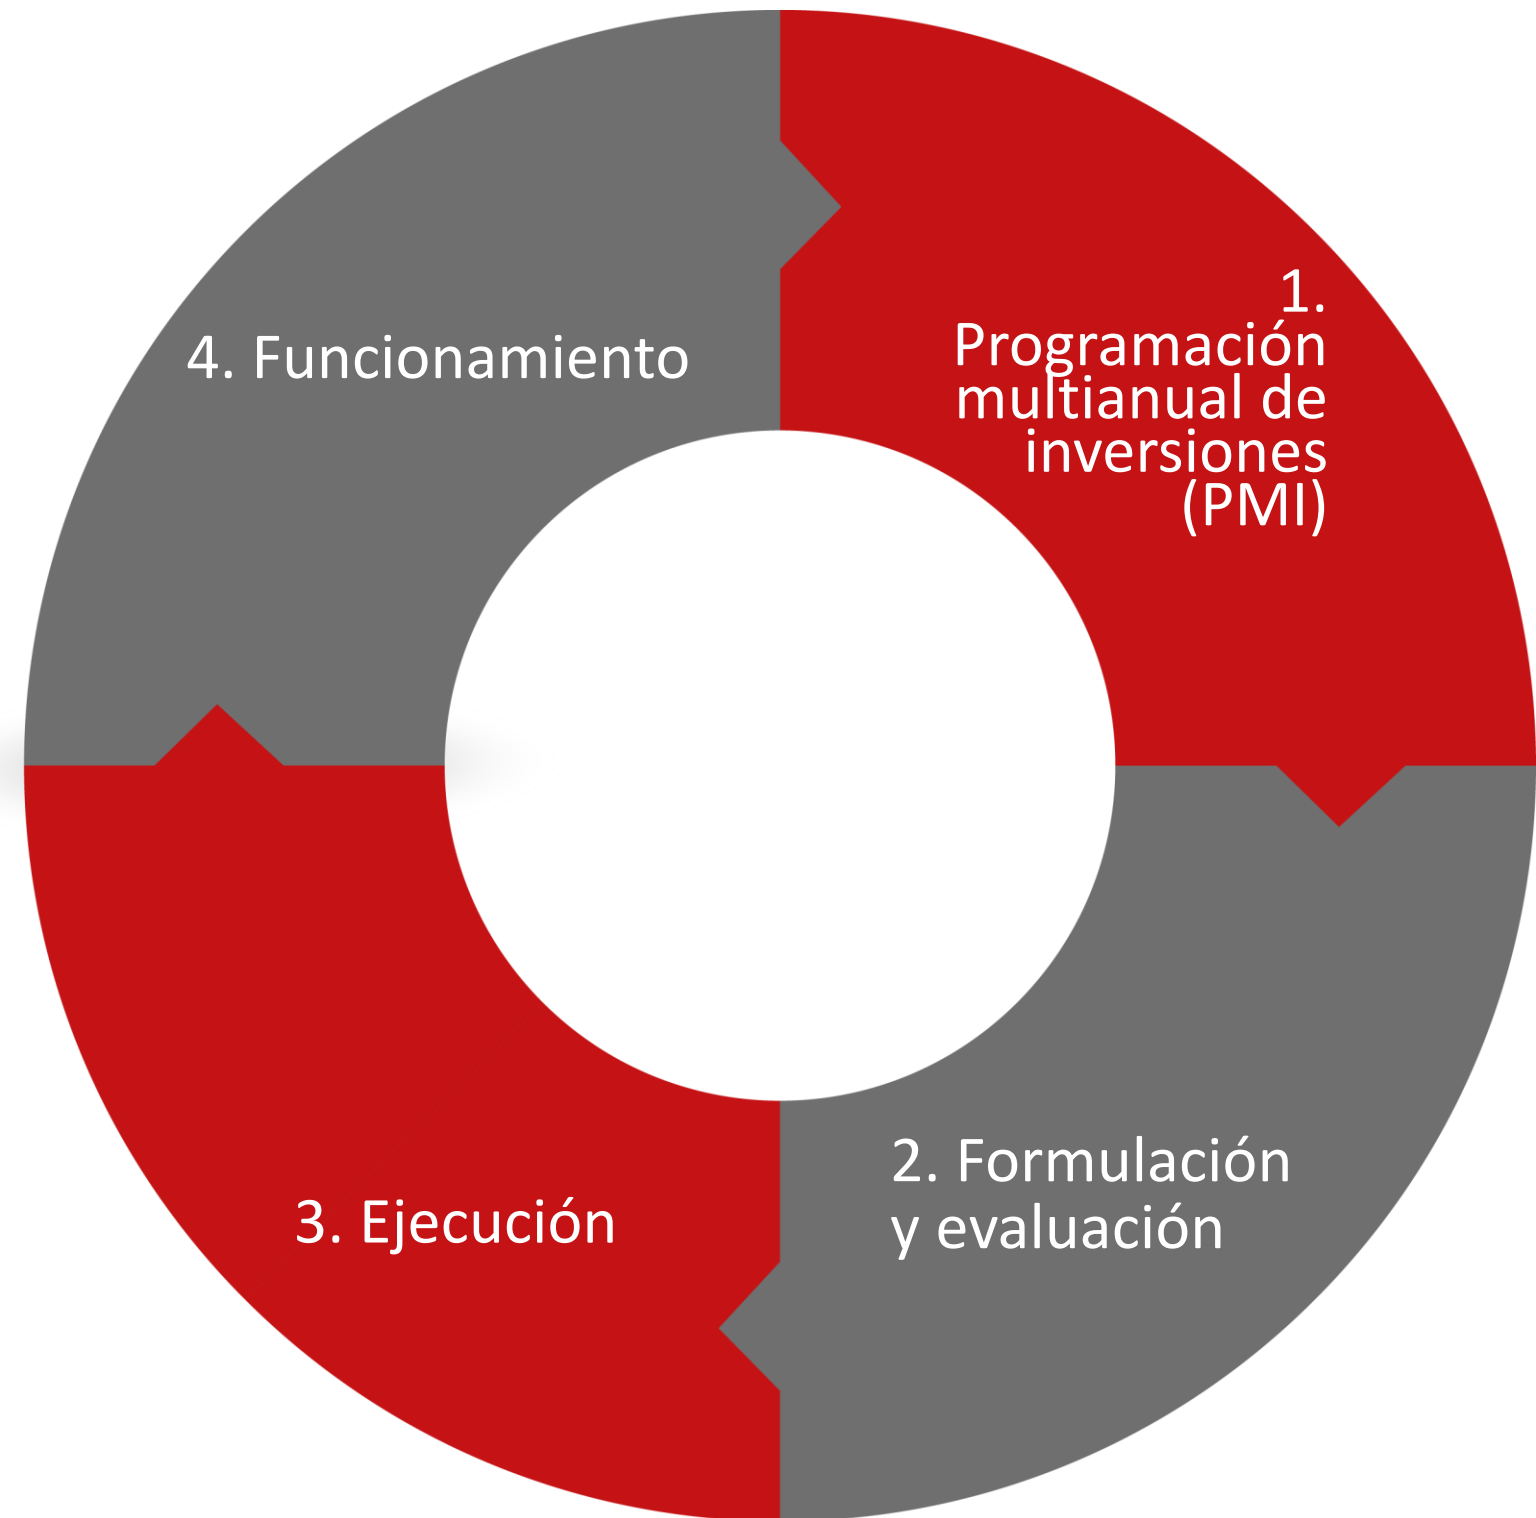 1.
Programación
multianual de
inversiones
(PMI)
2. Formulación
y evaluación
3. Ejecución
4. Funcionamiento